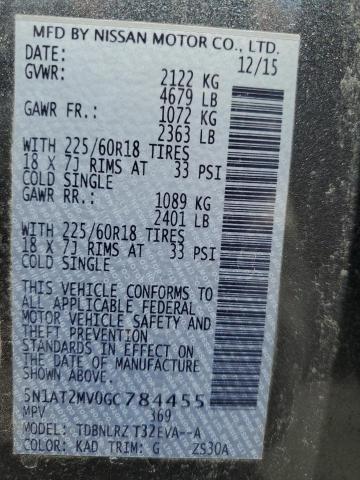 MFD BY NISSAN MOTOR CO., LTD.
DATE: 12/15
GVWR: 2122 KG
4679 LB
GAWR FR.: 1072 KG
2363 LB
WITH 225/60R18 TIRES
18 X 7J RIMS AT 33 PSI
COLD SINGLE
GAWR RR.: 1089 KG
2401 LB
WITH 225/60R18 TIRES
18 X 7J RIMS AT 33 PSI
COLD SINGLE
THIS VEHICLE CONFORMS TO
ALL APPLICABLE FEDERAL
MOTOR VEHICLE SAFETY AND
THEFT PREVENTION
STANDARDS IN EFFECT ON
THE DATE OF MANUFACTURE
SHOWN ABOVE.
5N1AT2MV0GC784455
MPV 369
MODEL: TDBNLRZ T32EVA--A
COLOR: KAD TRIM: G ZS30A